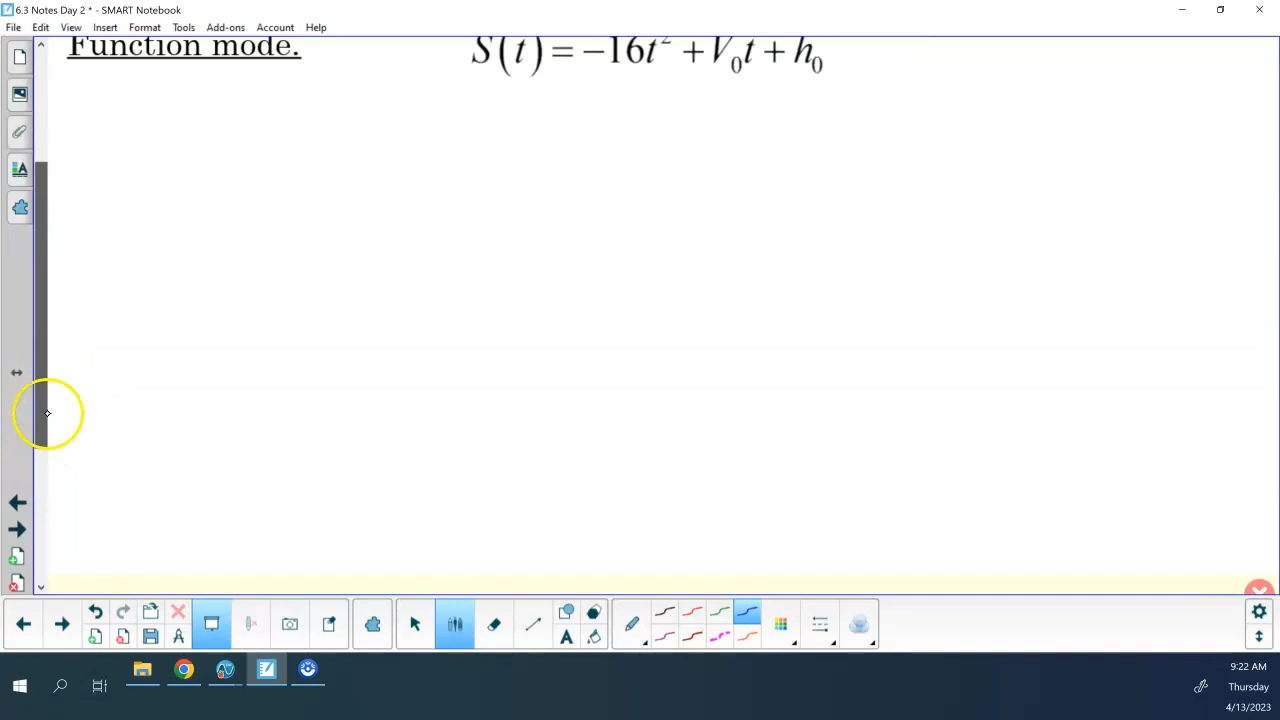 6.3 Notes Day 2 * - SMART Notebook
File Edit View Insert Format Tools Add-ons Account Help
Function mode. S(t) = −16t² + V₀t + h₀
9:22 AM
Thursday
4/13/2023